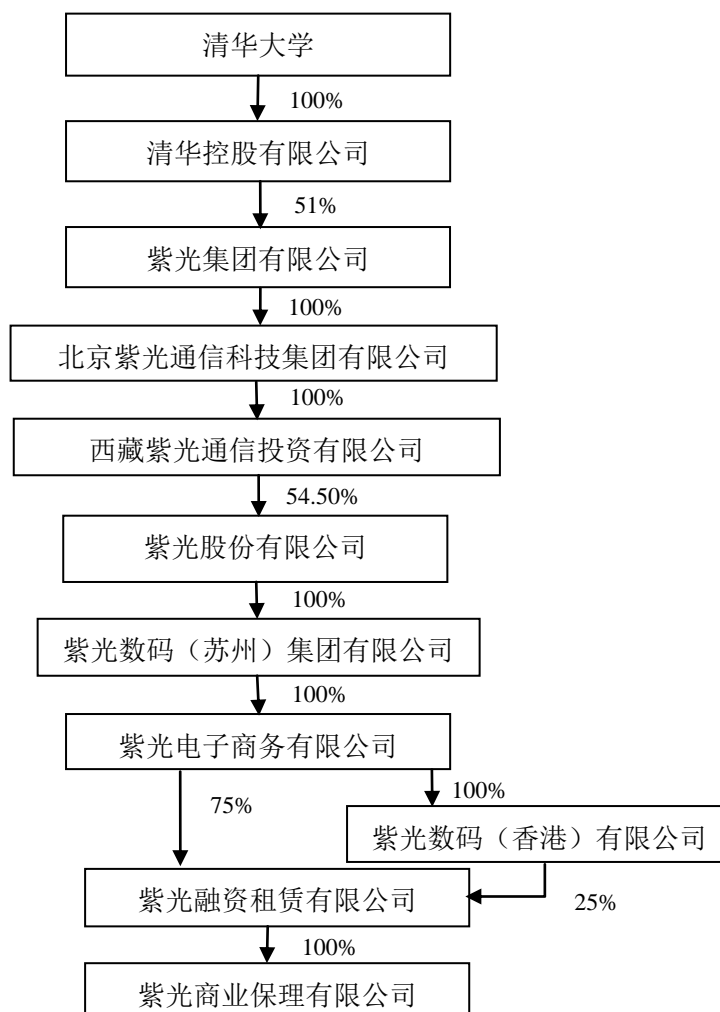 清华大学
100%
清华控股有限公司
51%
紫光集团有限公司
100%
北京紫光通信科技集团有限公司
100%
西藏紫光通信投资有限公司
54.50%
紫光股份有限公司
100%
紫光数码（苏州）集团有限公司
100%
紫光电子商务有限公司
75%
100%
紫光数码（香港）有限公司
紫光融资租赁有限公司
25%
100%
紫光商业保理有限公司